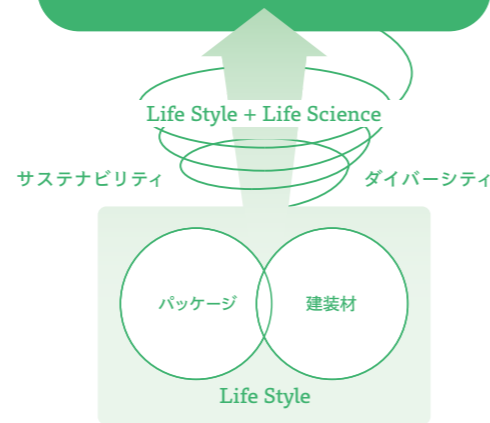 Life Style + Life Science
サステナビリティ
ダイバーシティ
パッケージ
建装材
Life Style